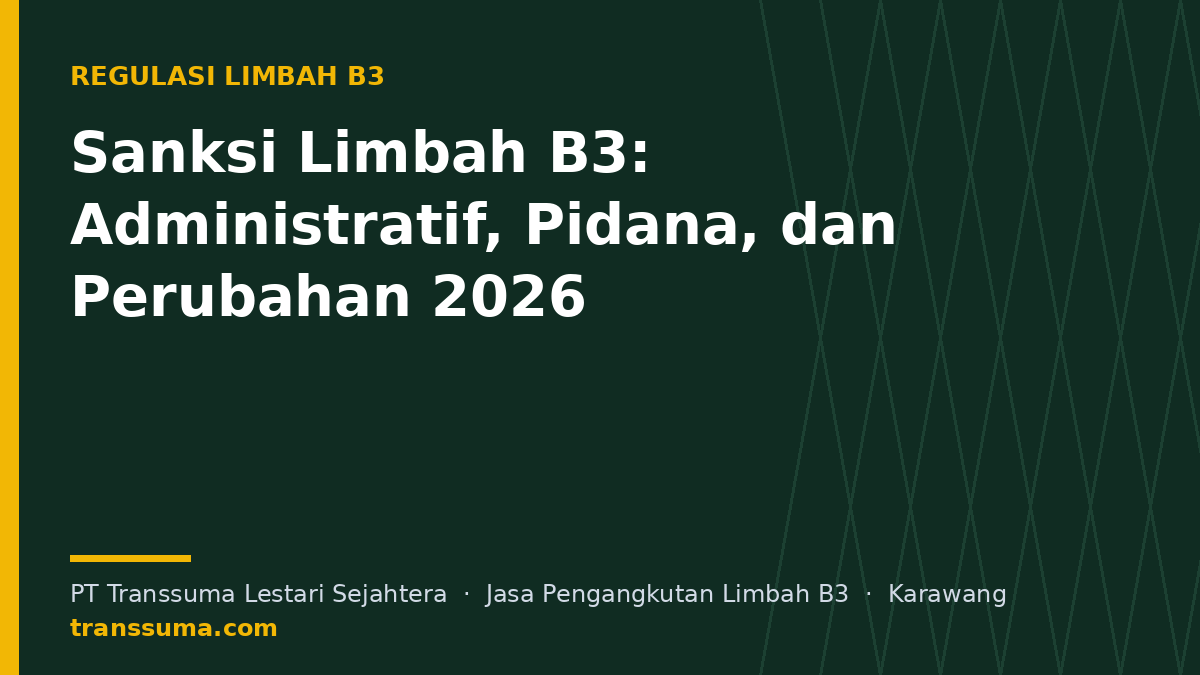 REGULASI LIMBAH B3
Sanksi Limbah B3:
Administratif, Pidana, dan
Perubahan 2026
PT Transsuma Lestari Sejahtera · Jasa Pengangkutan Limbah B3 · Karawang
transsuma.com